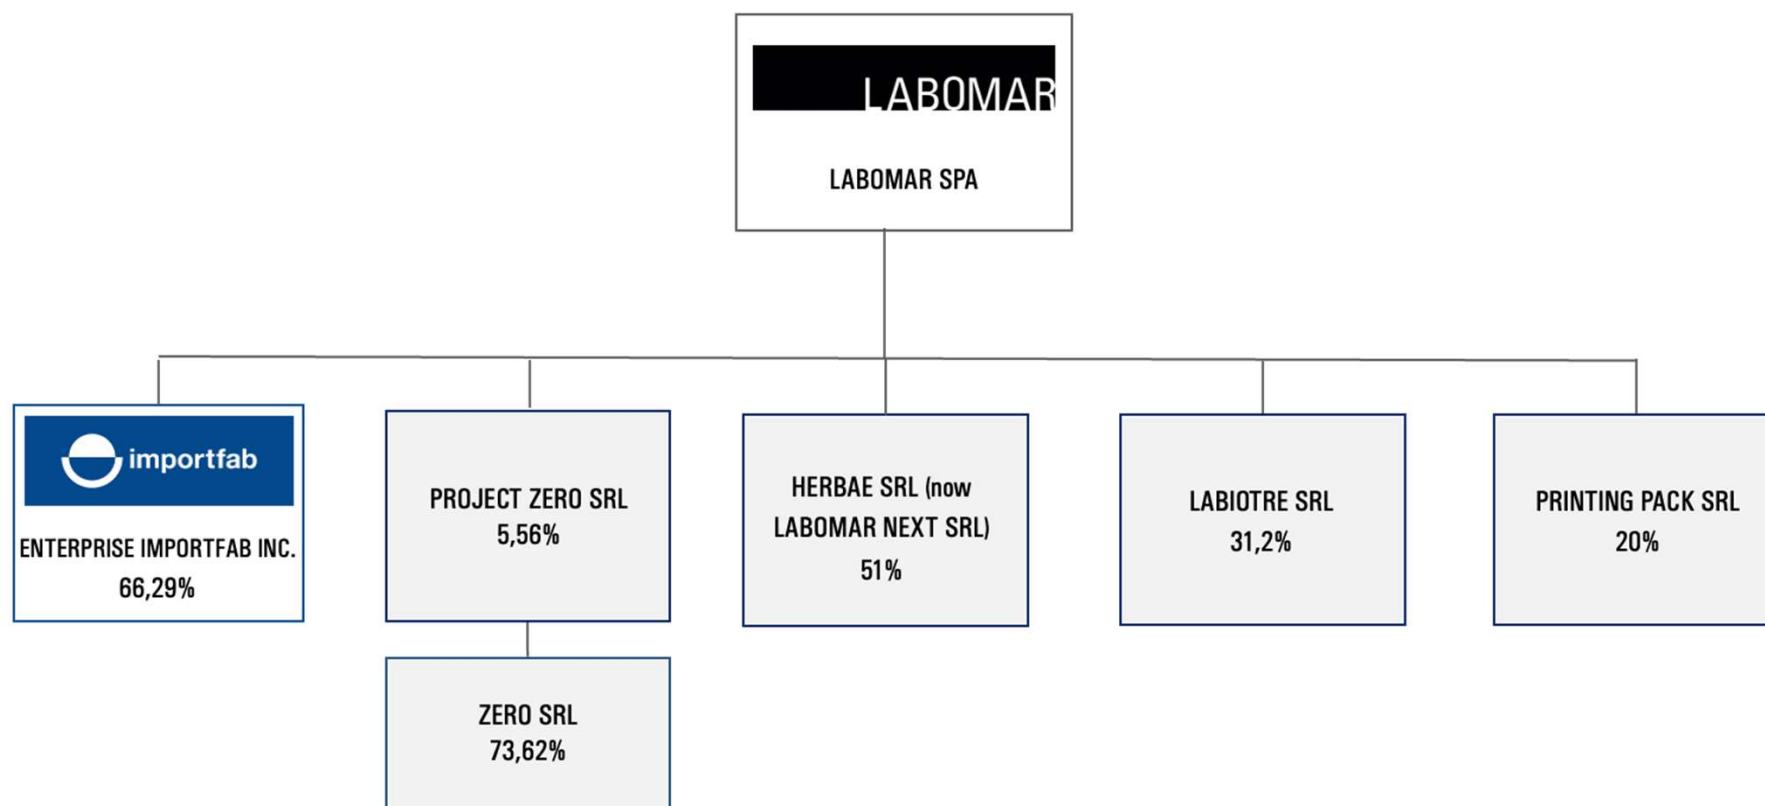 LABOMAR
LABOMAR SPA
importfab
ENTERPRISE IMPORTFAB INC.
66,29%
PROJECT ZERO SRL
5,56%
HERBAE SRL (now
LABOMAR NEXT SRL)
51%
LABIOTRE SRL
31,2%
PRINTING PACK SRL
20%
ZERO SRL
73,62%